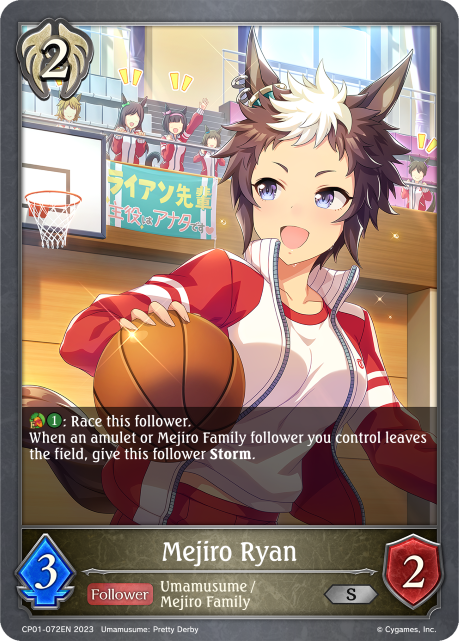 2
ライアン先輩
主役はアナタです♥
1 : Race this follower.
When an amulet or Mejiro Family follower you control leaves
the field, give this follower Storm.
Mejiro Ryan
3
Follower
Umamusume /
Mejiro Family
S
2
CP01-072EN 2023 Umamusume: Pretty Derby
© Cygames, Inc.